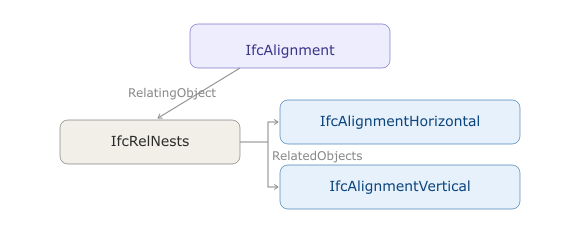 IfcAlignment
RelatingObject
IfcRelNests
IfcAlignmentHorizontal
RelatedObjects
IfcAlignmentVertical